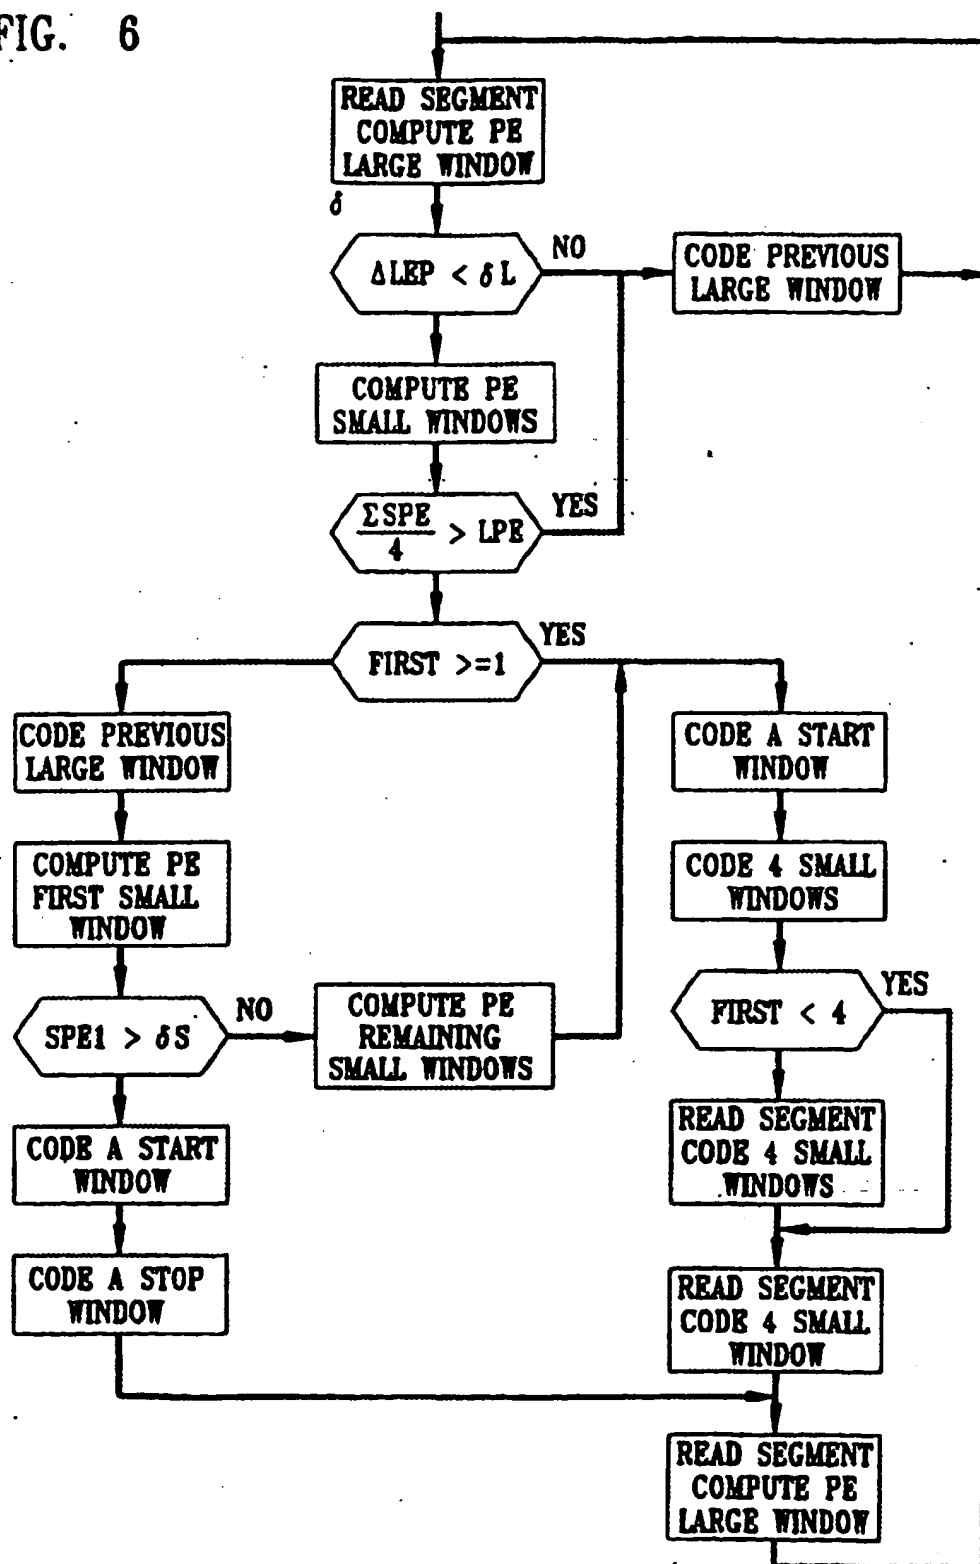 FIG. 6
READ SEGMENT
COMPUTE PE
LARGE WINDOW
δ
ΔLEP < δL
NO
CODE PREVIOUS
LARGE WINDOW
COMPUTE PE
SMALL WINDOWS
ΣSPE
4
> LPE
YES
FIRST >=1
YES
CODE PREVIOUS
LARGE WINDOW
CODE A START
WINDOW
COMPUTE PE
FIRST SMALL
WINDOW
CODE 4 SMALL
WINDOWS
SPE1 > δS
NO
COMPUTE PE
REMAINING
SMALL WINDOWS
FIRST < 4
YES
CODE A START
WINDOW
READ SEGMENT
CODE 4 SMALL
WINDOWS
CODE A STOP
WINDOW
READ SEGMENT
CODE 4 SMALL
WINDOW
READ SEGMENT
COMPUTE PE
LARGE WINDOW